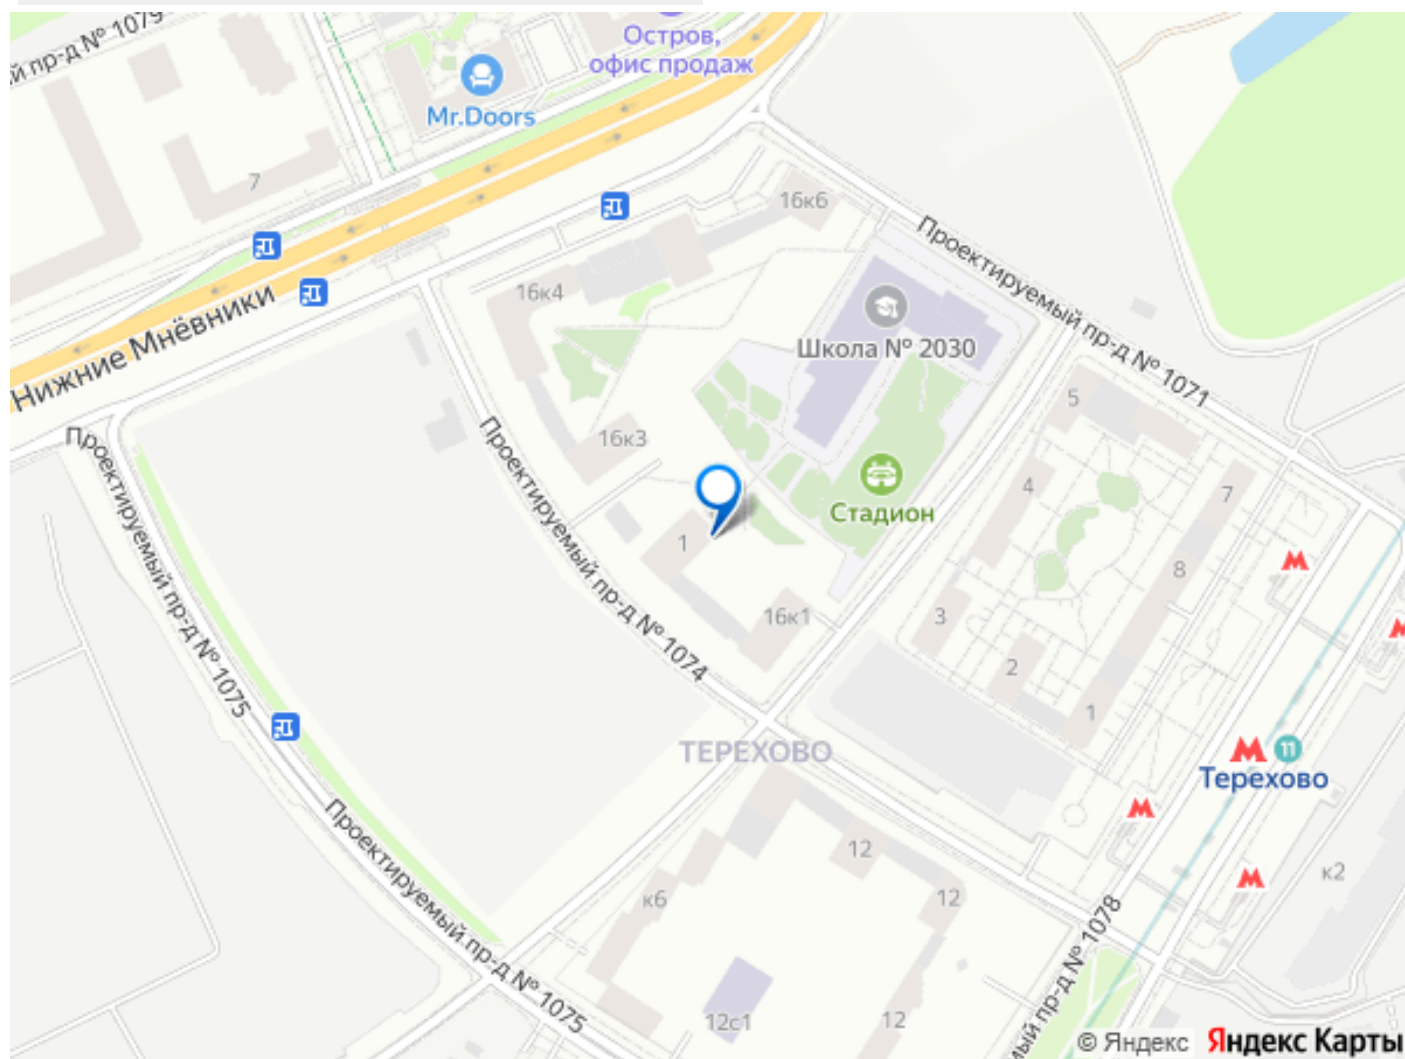 й пр-д № 1079
Остров,
офис продаж
Mr.Doors
7
16к6
Проектируемый пр-д № 1071
16к4
Нижние Мнёвники
Школа № 2030
5
16к3
Проектируемый пр-д № 1075
Проектируемый пр-д № 1074
4
7
Стадион
1
8
16к1
3
2
1
ТЕРЕХОВО
11
Терехово
Проектируемый пр-д № 1075
12
к2
к6
12
мый пр-д № 1078
12с1
12
© Яндекс Яндекс Карты